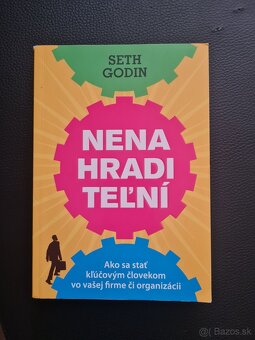 SETH
GODIN
NENA
HRADI
TEĽNÍ
Ako sa stať
kľúčovým človekom
vo vašej firme či organizácii
Bazos.sk